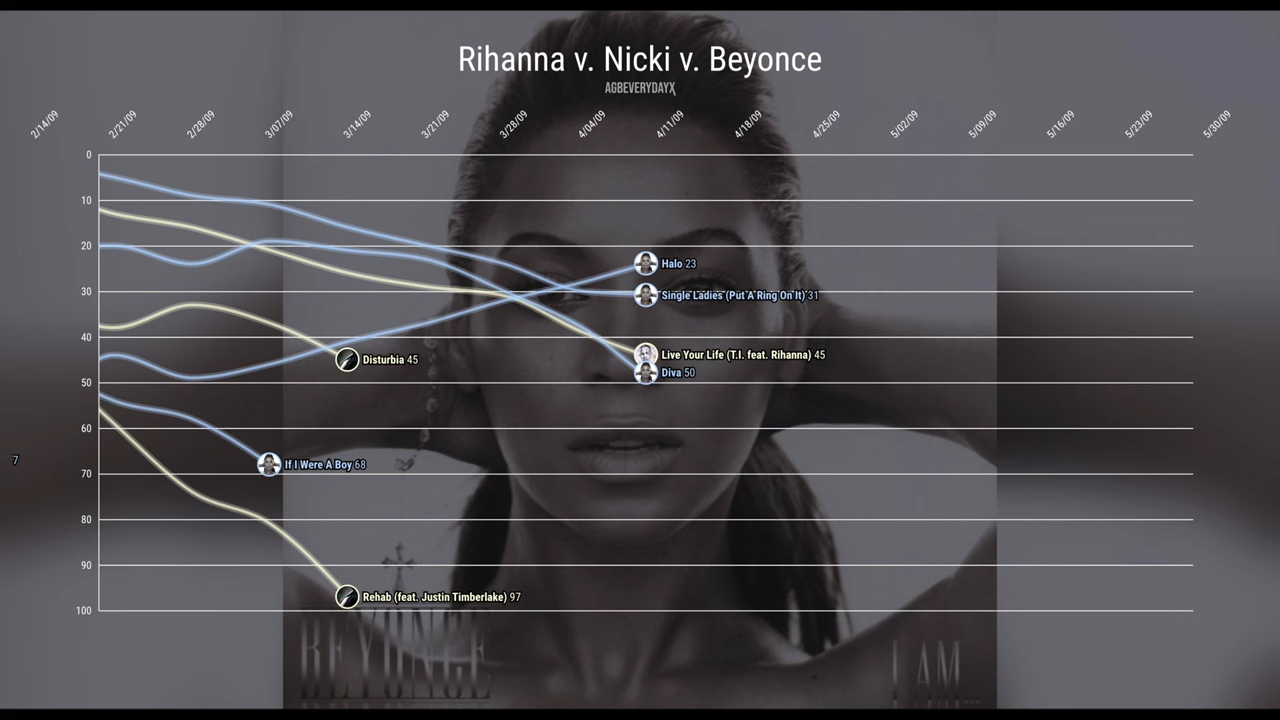 Rihanna v. Nicki v. Beyonce
AGBEVERYDAYX
2/14/09 2/21/09 2/28/09 3/07/09 3/14/09 3/21/09 3/28/09 4/04/09 4/11/09 4/18/09 4/25/09 5/02/09 5/09/09 5/16/09 5/23/09 5/30/09
0
10
20
Halo 23
30
Single Ladies (Put A Ring On It) 31
40
Live Your Life (T.I. feat. Rihanna) 45
Disturbia 45
Diva 50
50
60
7
If I Were A Boy 68
70
80
90
Rehab (feat. Justin Timberlake) 97
100
BEYONCE
I AM...